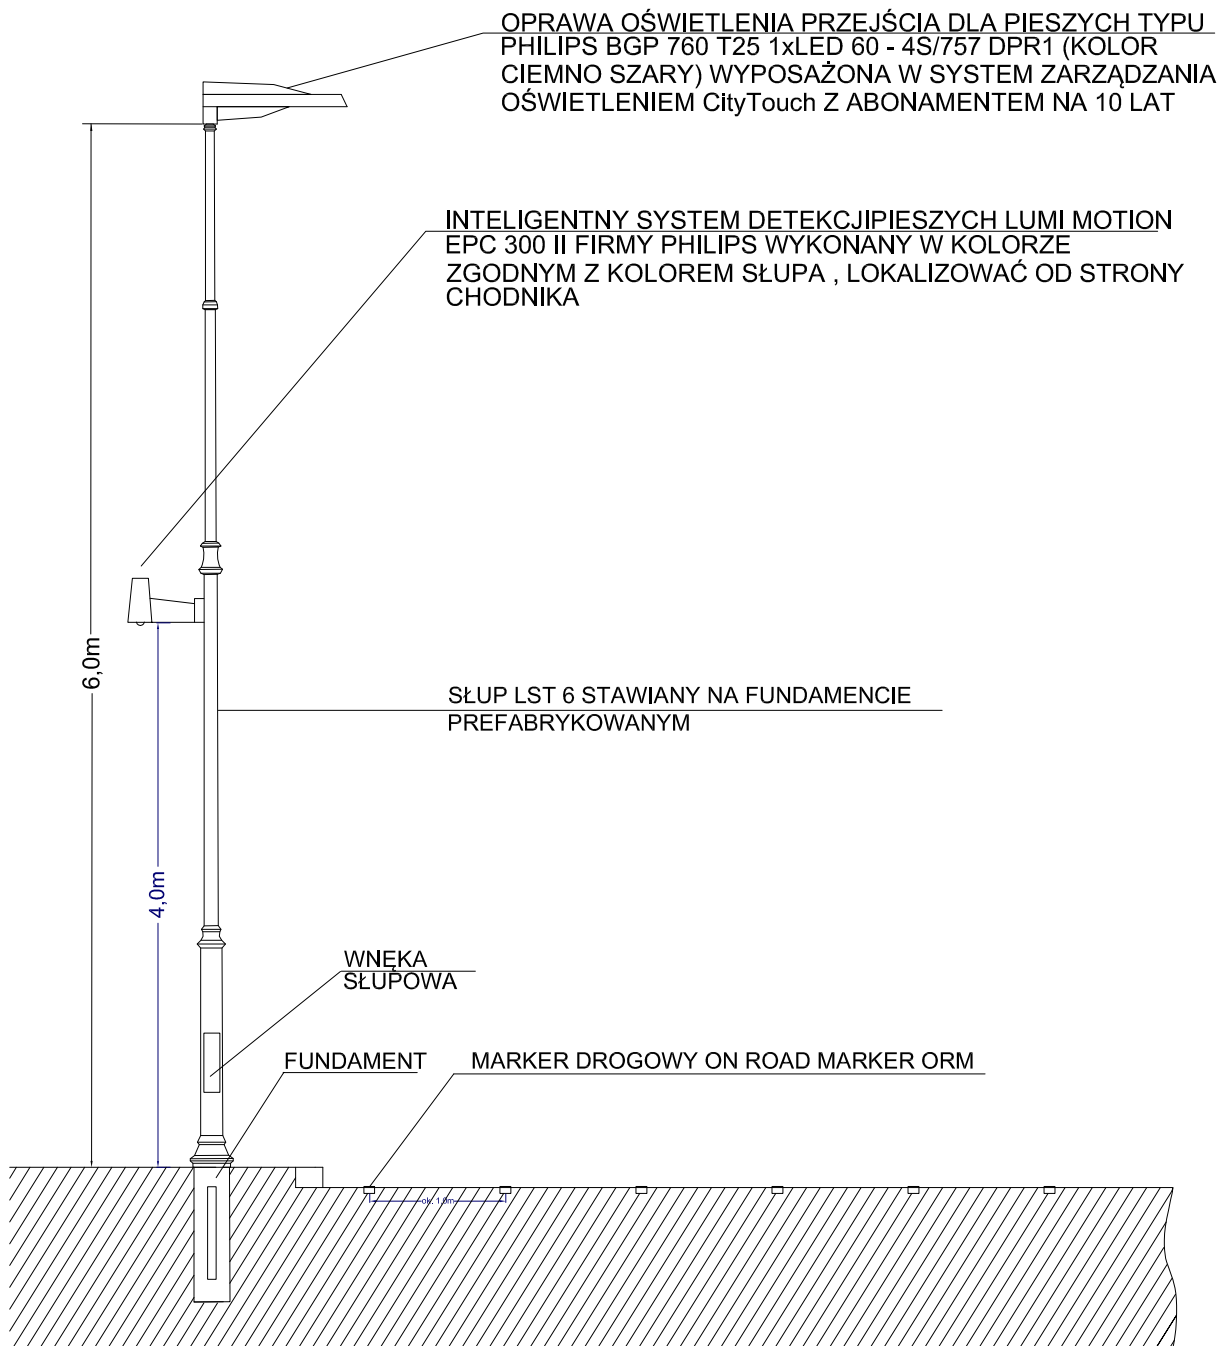 OPRAWA OŚWIETLENIA PRZEJŚCIA DLA PIESZYCH TYPU
PHILIPS BGP 760 T25 1xLED 60 - 4S/757 DPR1 (KOLOR
CIEMNO SZARY) WYPOSAŻONA W SYSTEM ZARZĄDZANIA
OŚWIETLENIEM CityTouch Z ABONAMENTEM NA 10 LAT
INTELIGENTNY SYSTEM DETEKCJIPIESZYCH LUMI MOTION
EPC 300 II FIRMY PHILIPS WYKONANY W KOLORZE
ZGODNYM Z KOLOREM SŁUPA , LOKALIZOWAĆ OD STRONY
CHODNIKA
6,0m
SŁUP LST 6 STAWIANY NA FUNDAMENCIE
PREFABRYKOWANYM
4,0m
WNĘKA
SŁUPOWA
FUNDAMENT
MARKER DROGOWY ON ROAD MARKER ORM
ok. 1,0m